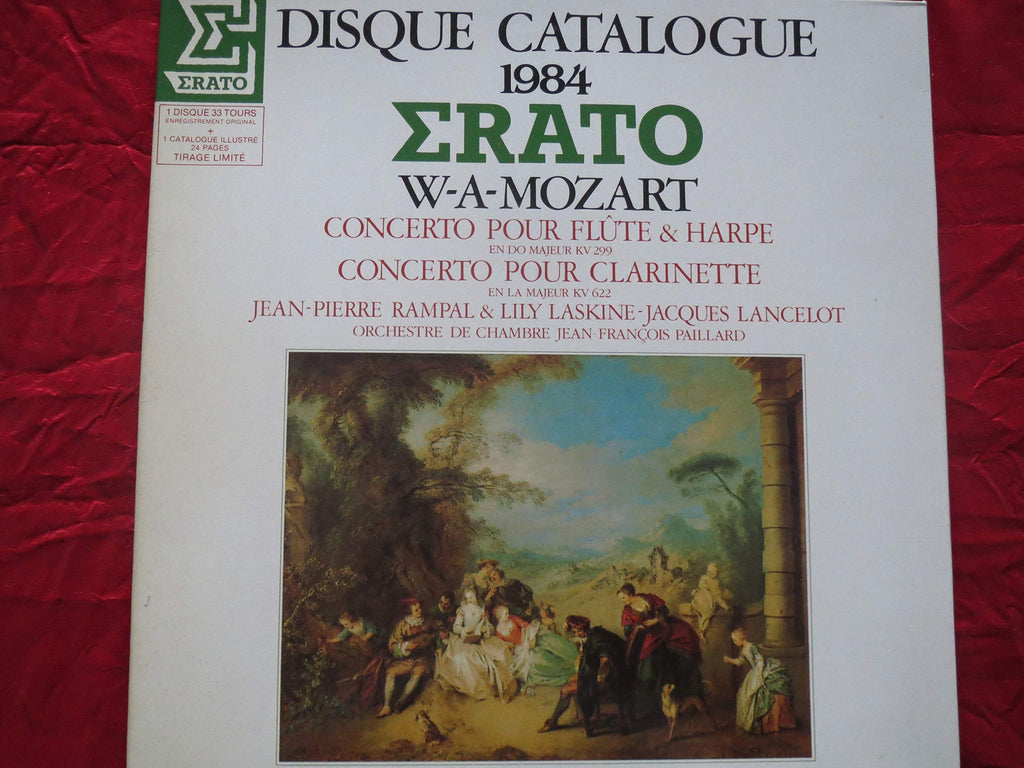 ΣRATO
1 DISQUE 33 TOURS
ENREGISTREMENT ORIGINAL
+
1 CATALOGUE ILLUSTRÉ
24 PAGES
TIRAGE LIMITÉ
DISQUE CATALOGUE
1984
ΣRATO
W-A-MOZART
CONCERTO POUR FLÛTE & HARPE
EN DO MAJEUR KV 299
CONCERTO POUR CLARINETTE
EN LA MAJEUR KV 622
JEAN-PIERRE RAMPAL & LILY LASKINE-JACQUES LANCELOT
ORCHESTRE DE CHAMBRE JEAN-FRANÇOIS PAILLARD